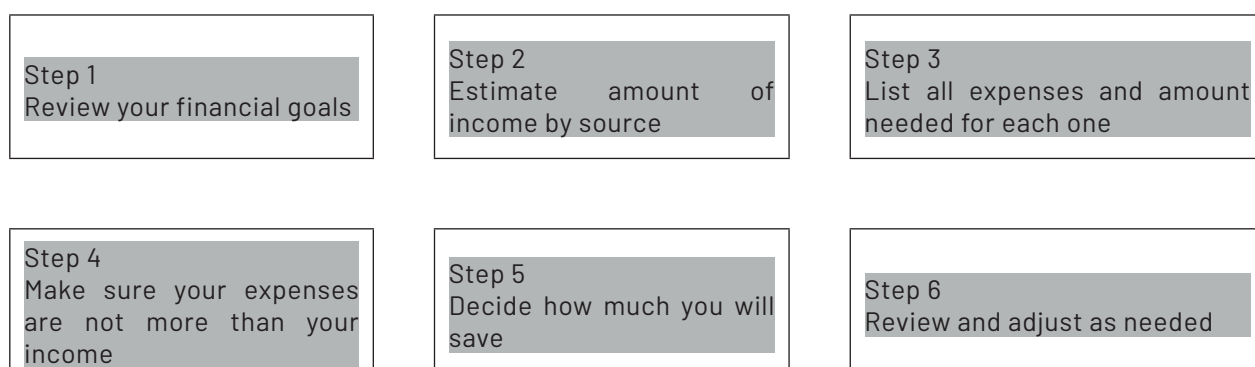 Step 1
Review your financial goals
Step 2
Estimate amount of
income by source
Step 3
List all expenses and amount
needed for each one
Step 4
Make sure your expenses
are not more than your
income
Step 5
Decide how much you will
save
Step 6
Review and adjust as needed